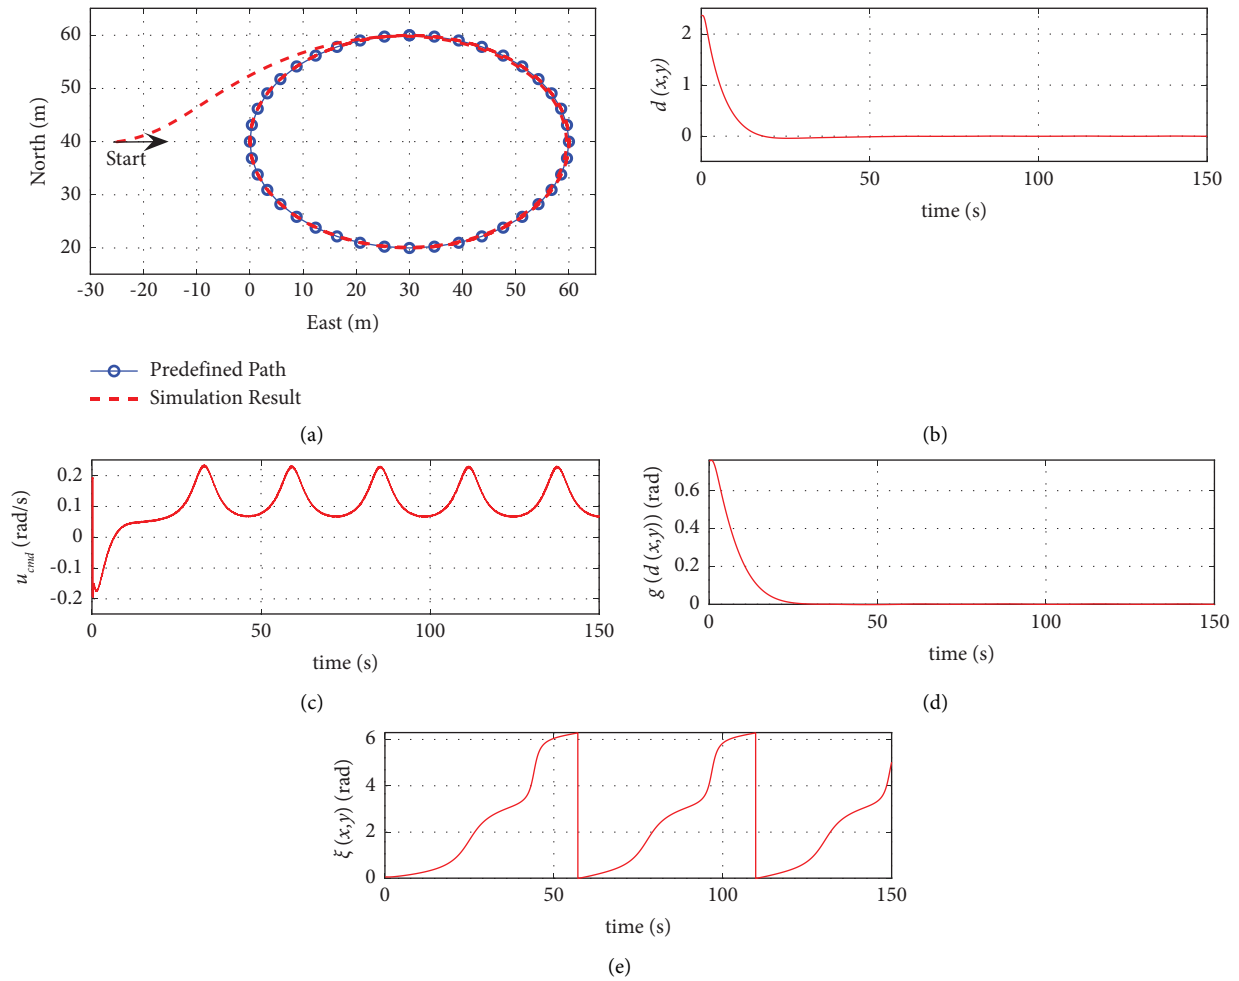 60
50
40
30
20
North (m)
Start
-30 -20 -10 0 10 20 30 40 50 60
East (m)
Predefined Path
Simulation Result
(a)
2
1
0
d (x,y)
0 50 100 150
time (s)
(b)
0.2
0.1
0
-0.1
-0.2
u_cmd (rad/s)
0 50 100 150
time (s)
(c)
0.6
0.4
0.2
0
g (d (x,y)) (rad)
0 50 100 150
time (s)
(d)
6
4
2
0
ξ (x,y) (rad)
0 50 100 150
time (s)
(e)